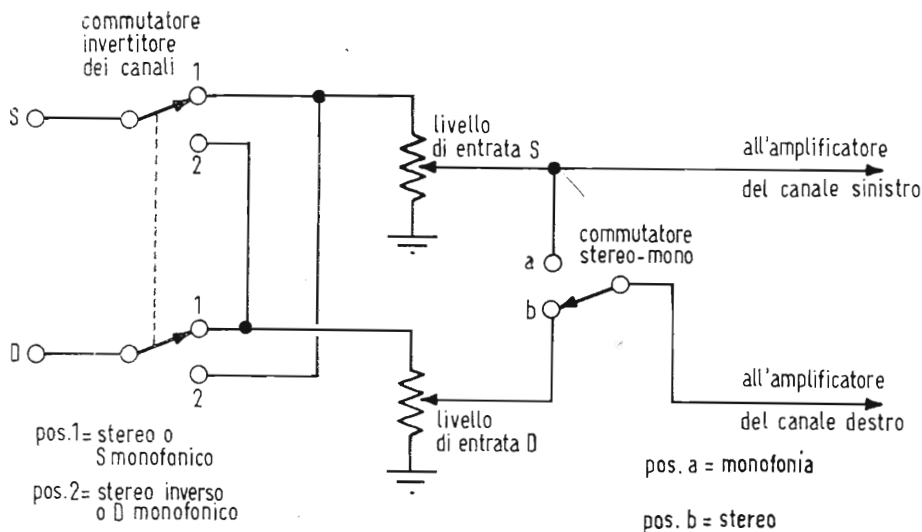 commutatore
invertitore
dei canali
1
S
2
livello
di entrata S
all'amplificatore
del canale sinistro
commutatore
stereo-mono
a
b
1
D
2
livello
di entrata D
all'amplificatore
del canale destro
pos.1= stereo o
S monofonico
pos.2= stereo inverso
o D monofonico
pos. a = monofonía
pos. b = stereo